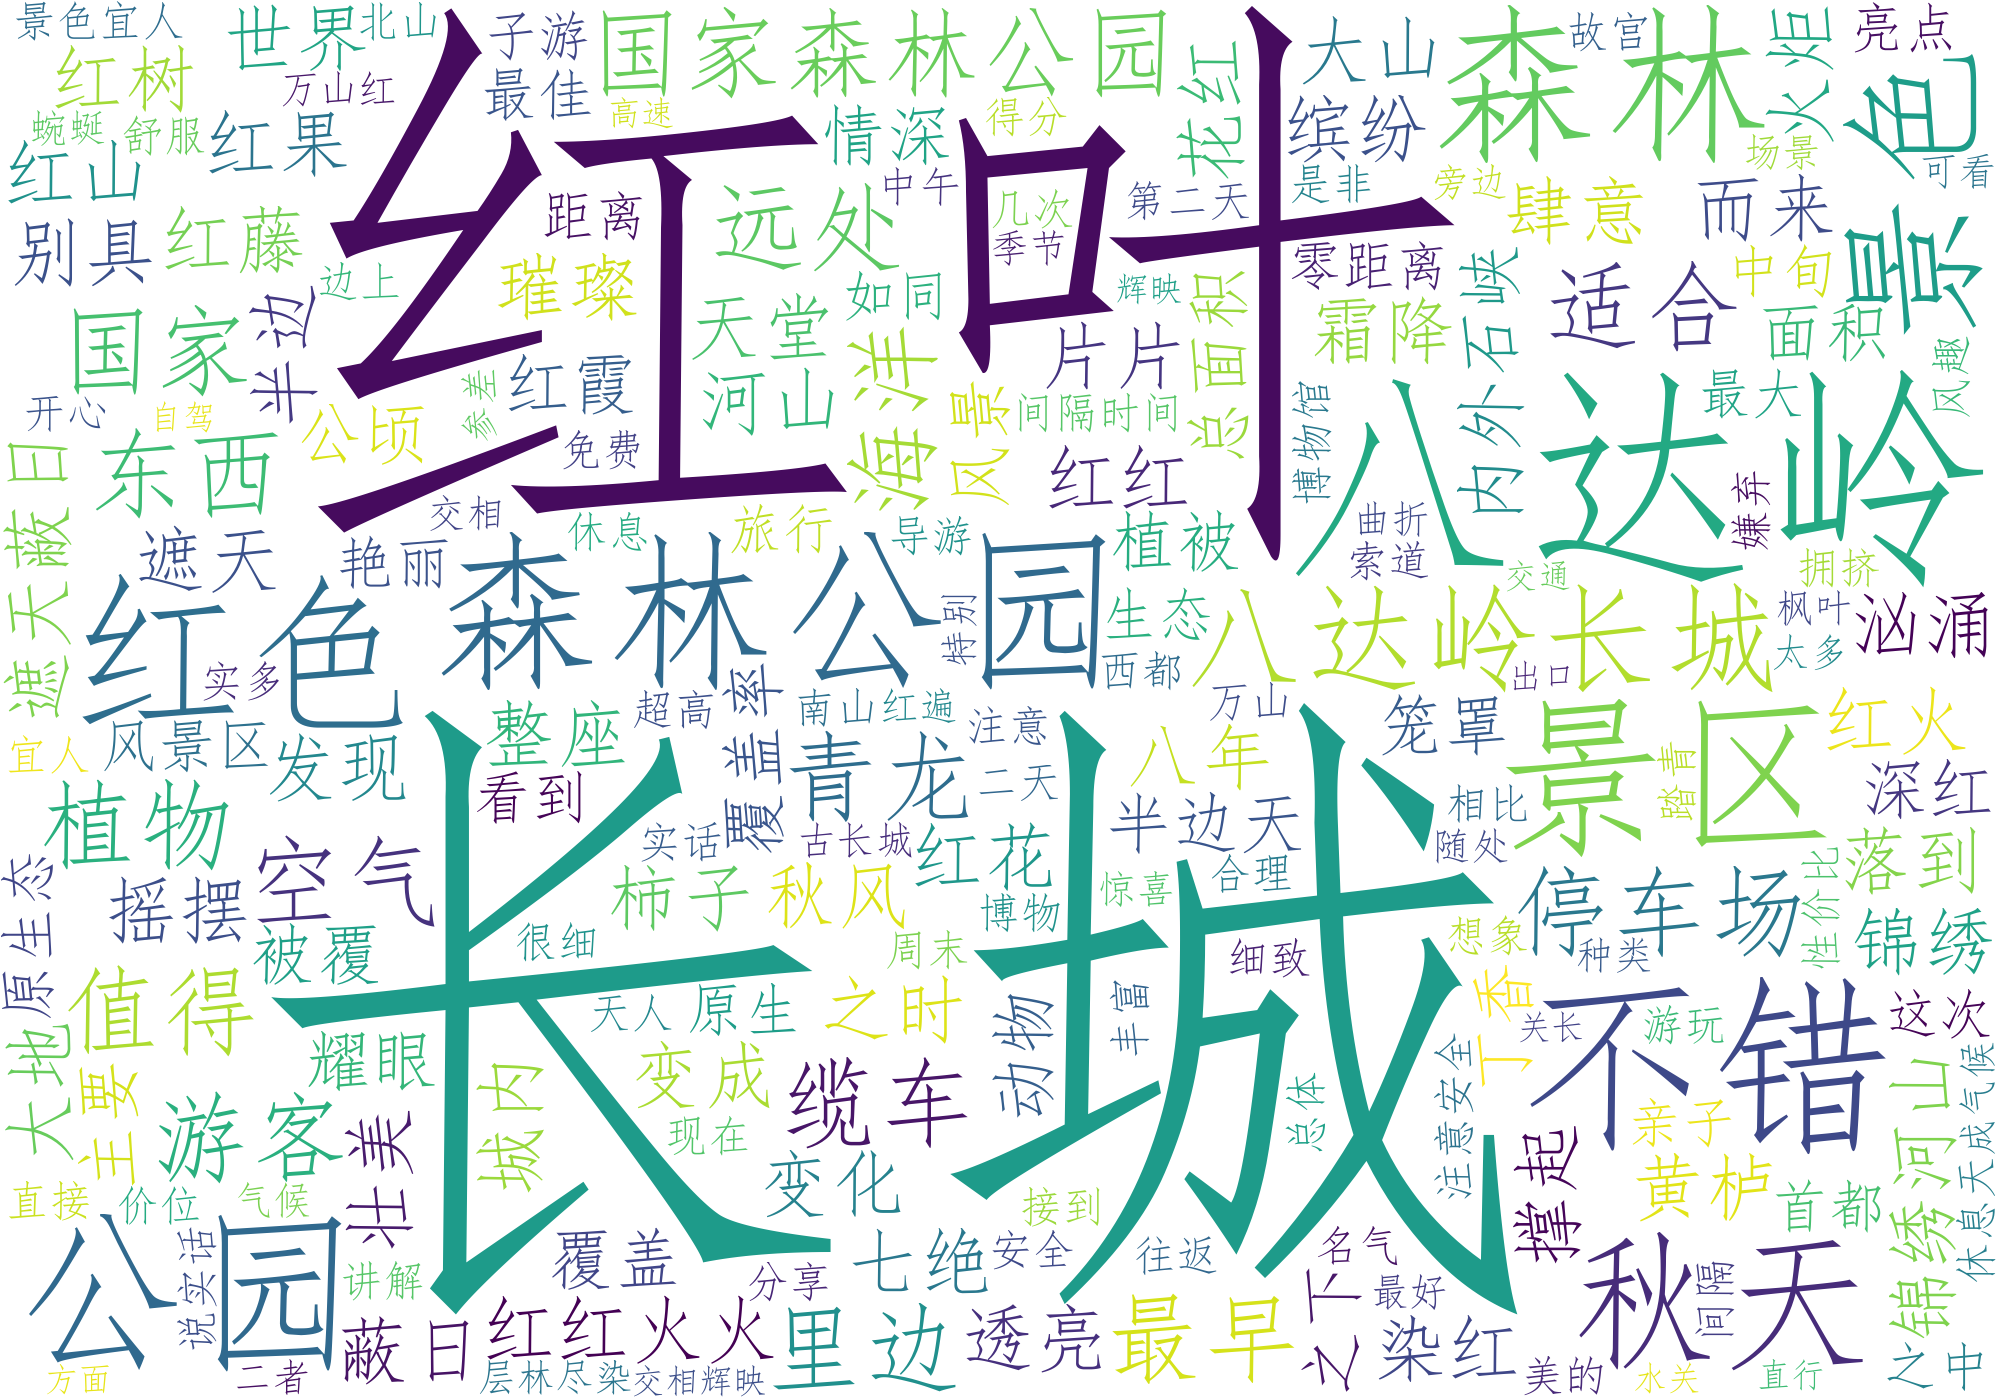 景色宜人
世界
北山
子游
国家森林公园
大山
森林
故宫
火炬
亮点
红树
万山红
最佳
红叶
花红
缤纷
景色
蜿蜒
舒服
红果
高速
情深
得分
场景
可看
红山
距离
远处
中午
几次
季节
第二天
是非
旁边
肆意
而来
别具
红藤
边上
半边
璀璨
天堂
如同
辉映
零距离
霜降
石峡
内外
适合
中旬
面积
总面积
国家
红霞
河山
海洋
片片
风景
间隔时间
博物馆
最大
风趣
开心
自驾
公顷
参差
免费
红红
八达岭
嫌弃
东西
遮天蔽日
遮天
艳丽
交相
休息
旅行
导游
植被
曲折
索道
交通
拥挤
枫叶
太多
汹涌
红色
森林公园
特别
生态
西都
八达岭长城
出口
实多
超高
覆盖率
南山红遍
注意
万山
笼罩
景区
红火
宜人
风景区
发现
整座
看到
青龙
二天
八年
半边天
相比
随处
踏青
深红
植物
空气
长城
实话
古长城
红花
惊喜
合理
停车场
落到
性价比
原生态
摇摆
被覆
很细
柿子
秋风
博物
周末
细致
想象
种类
锦绣
值得
天人
原生
之时
动物
丰富
丁香
关长
不错
游玩
这次
大地
主要
耀眼
城内
变成
现在
缆车
总体
注意安全
亲子
锦绣河山
休息天成气候
游客
壮美
变化
接到
撑起
黄栌
首都
直接
价位
气候
公园
说实话
讲解
覆盖
七绝
安全
往返
名气
之下
最好
秋天
间隔
分享
蔽日
红红火火
里边
透亮
最早
染红
美的
之中
方面
二者
层林尽染
交相辉映
水关
直行